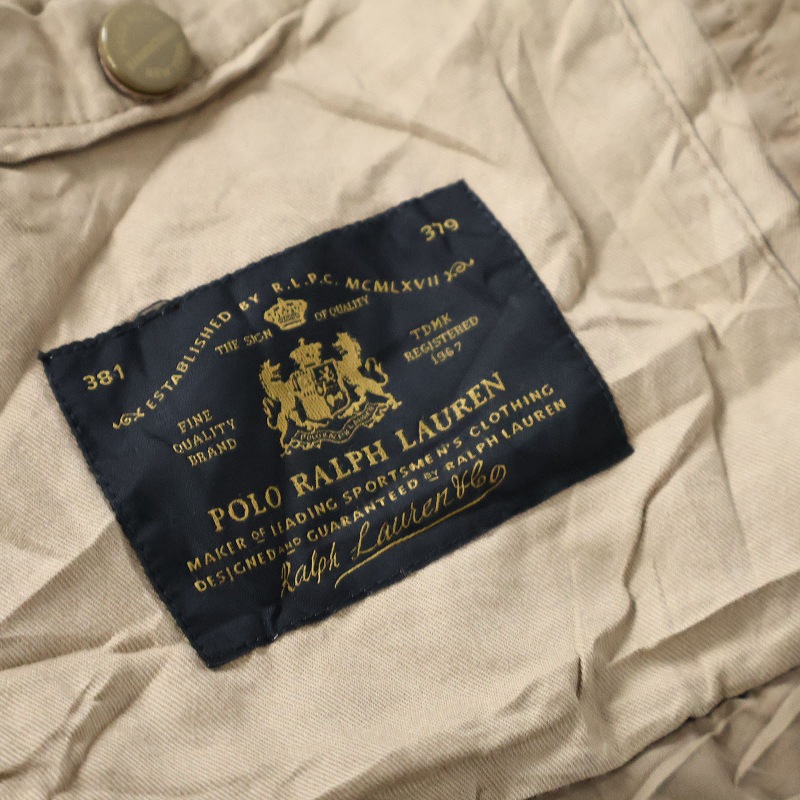 379
ESTABLISHED BY R.L.P.C. MCMLXVII
THE SIGN OF QUALITY
381
TDMK
REGISTERED
1967
FINE
QUALITY
BRAND
POLO RALPH LAUREN
MAKER OF LEADING SPORTSMEN'S CLOTHING
DESIGNED AND GUARANTEED BY RALPH LAUREN
Ralph Lauren & Co